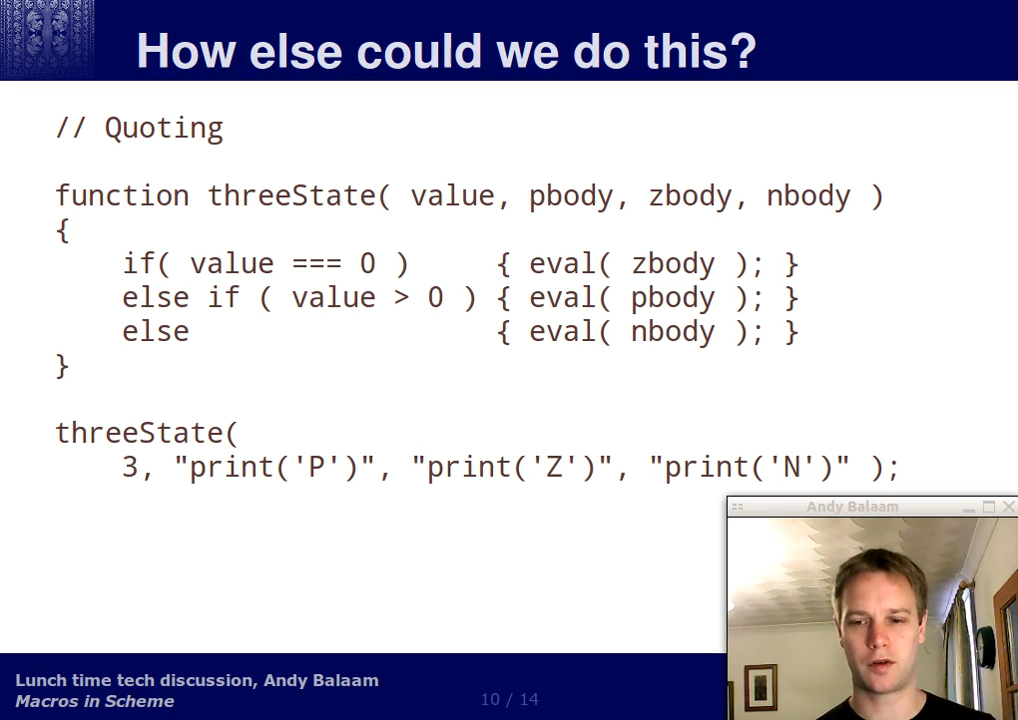 How else could we do this?
// Quoting
function threeState( value, pbody, zbody, nbody )
{
if( value === 0 ) { eval( zbody ); }
else if ( value > 0 ) { eval( pbody ); }
else { eval( nbody ); }
}
threeState(
3, "print('P')", "print('Z')", "print('N')" );
Andy Balaam
Lunch time tech discussion, Andy Balaam
Macros in Scheme
10 / 14